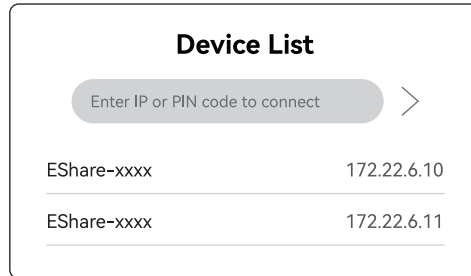 Device List
Enter IP or PIN code to connect
EShare-xxxx 172.22.6.10
EShare-xxxx 172.22.6.11